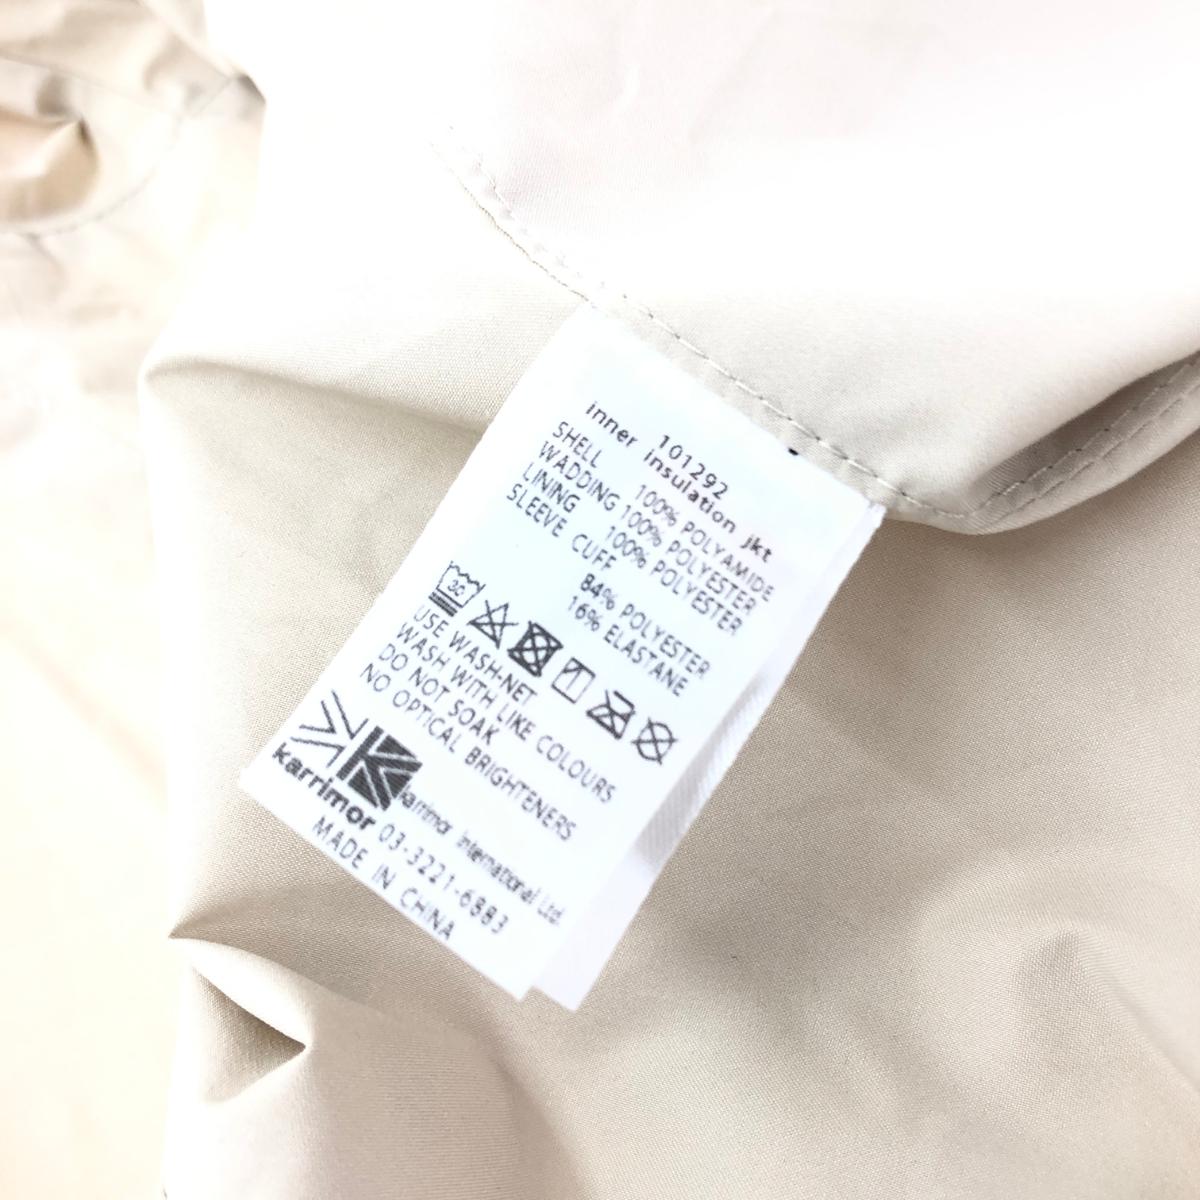 101292
inner insulation jkt
SHELL 100% POLYAMIDE
WADDING 100% POLYESTER
LINING 100% POLYESTER
SLEEVE CUFF
84% POLYESTER
16% ELASTANE
30
USE WASH-NET
WASH WITH LIKE COLOURS
DO NOT SOAK
NO OPTICAL BRIGHTENERS
karrimor
karrimor international Ltd.
03-3221-6883
MADE IN CHINA